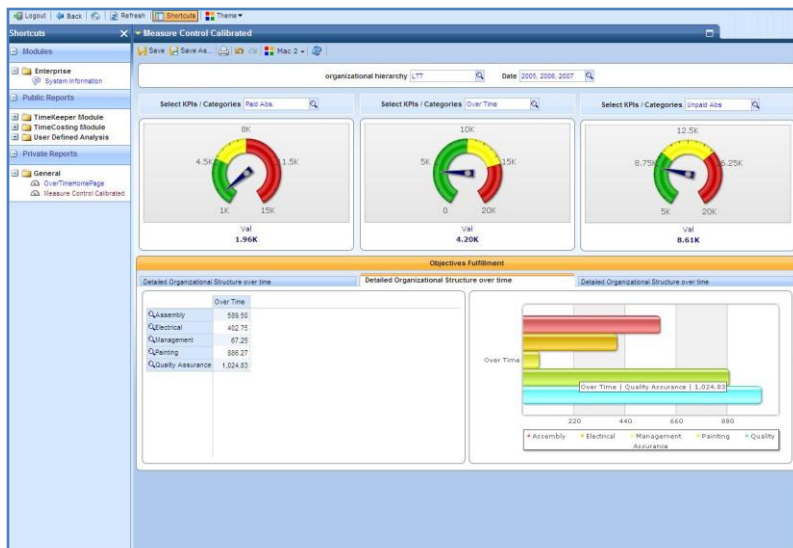 Logout Back Refresh Shortcuts Theme
Shortcuts X Measure Control Calibrated
Save Save As... Mac 2
Modules
Enterprise
System Information
Public Reports
TimeKeeper Module
TimeCosting Module
User Defined Analysis
Private Reports
General
OverTimeHomePage
Measure Control Calibrated
organizational hierarchy LTT Date 2005, 2006, 2007
Select KPIs / Categories Paid Abs. Select KPIs / Categories Over Time Select KPIs / Categories Unpaid Abs
8K 10K 12.5K
4.5K 1.5K 5K 15K 8.75K 6.25K
1K 15K 0 20K 5K 20K
Val Val Val
1.96K 4.20K 8.61K
Objectives Fulfillment
Detailed Organizational Structure over time Detailed Organizational Structure over time Detailed Organizational Structure over time
Over Time
Assembly 589.50
Electrical 402.75
Management 67.25
Painting 886.27
Quality Assurance 1,024.83
Over Time
Over Time | Quality Assurance | 1,024.83
220 440 660 880
Assembly Electrical Management Painting Quality
Assurance